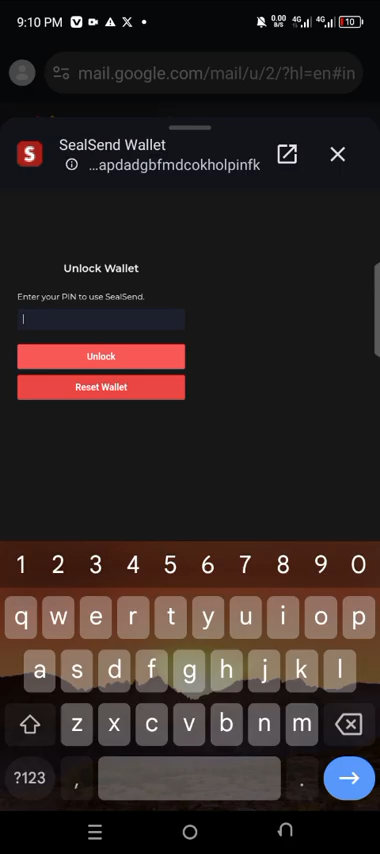 9:10 PM
0.00 B/S 4G 4G 10
mail.google.com/mail/u/2/?hl=en#in
S
SealSend Wallet
...apdadgbfmdcokholpinfk
Unlock Wallet
Enter your PIN to use SealSend.
Unlock
Reset Wallet
1 2 3 4 5 6 7 8 9 0
q w e r t y u i o p
a s d f g h j k l
z x c v b n m
?123 , .